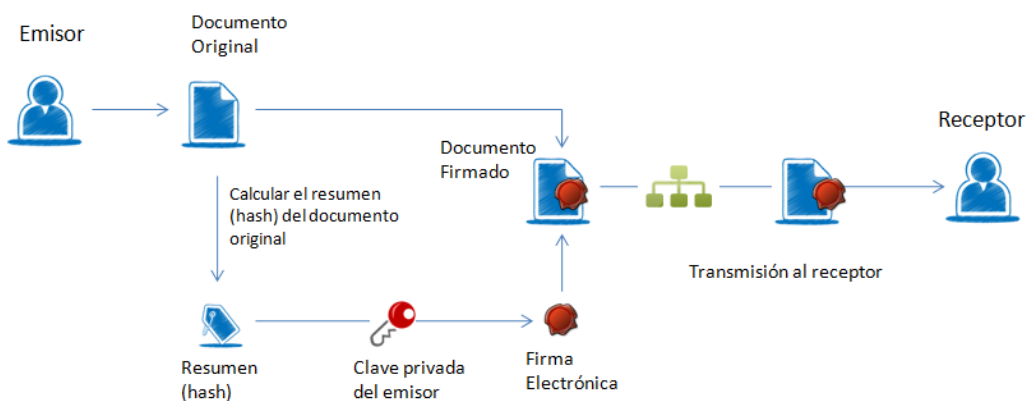 Emisor
Documento
Original
Calcular el resumen
(hash) del documento
original
Documento
Firmado
Receptor
Transmisión al receptor
Resumen
(hash)
Clave privada
del emisor
Firma
Electrónica